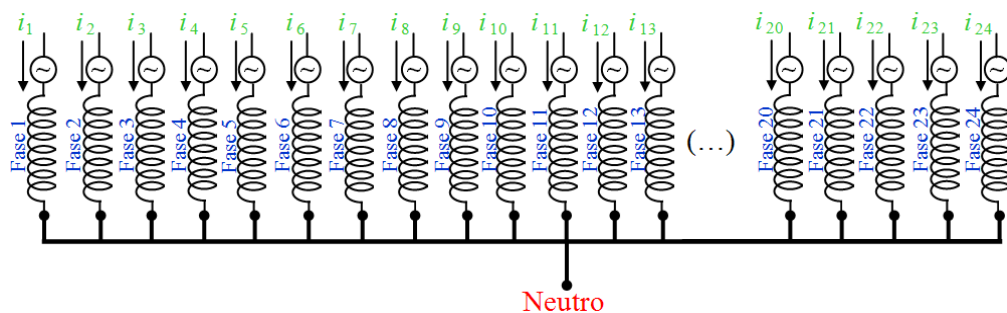 i1 i2 i3 i4 i5 i6 i7 i8 i9 i10 i11 i12 i13 i20 i21 i22 i23 i24
Fase 1 Fase 2 Fase 3 Fase 4 Fase 5 Fase 6 Fase 7 Fase 8 Fase 9 Fase 10 Fase 11 Fase 12 Fase 13 (...) Fase 20 Fase 21 Fase 22 Fase 23 Fase 24
Neutro